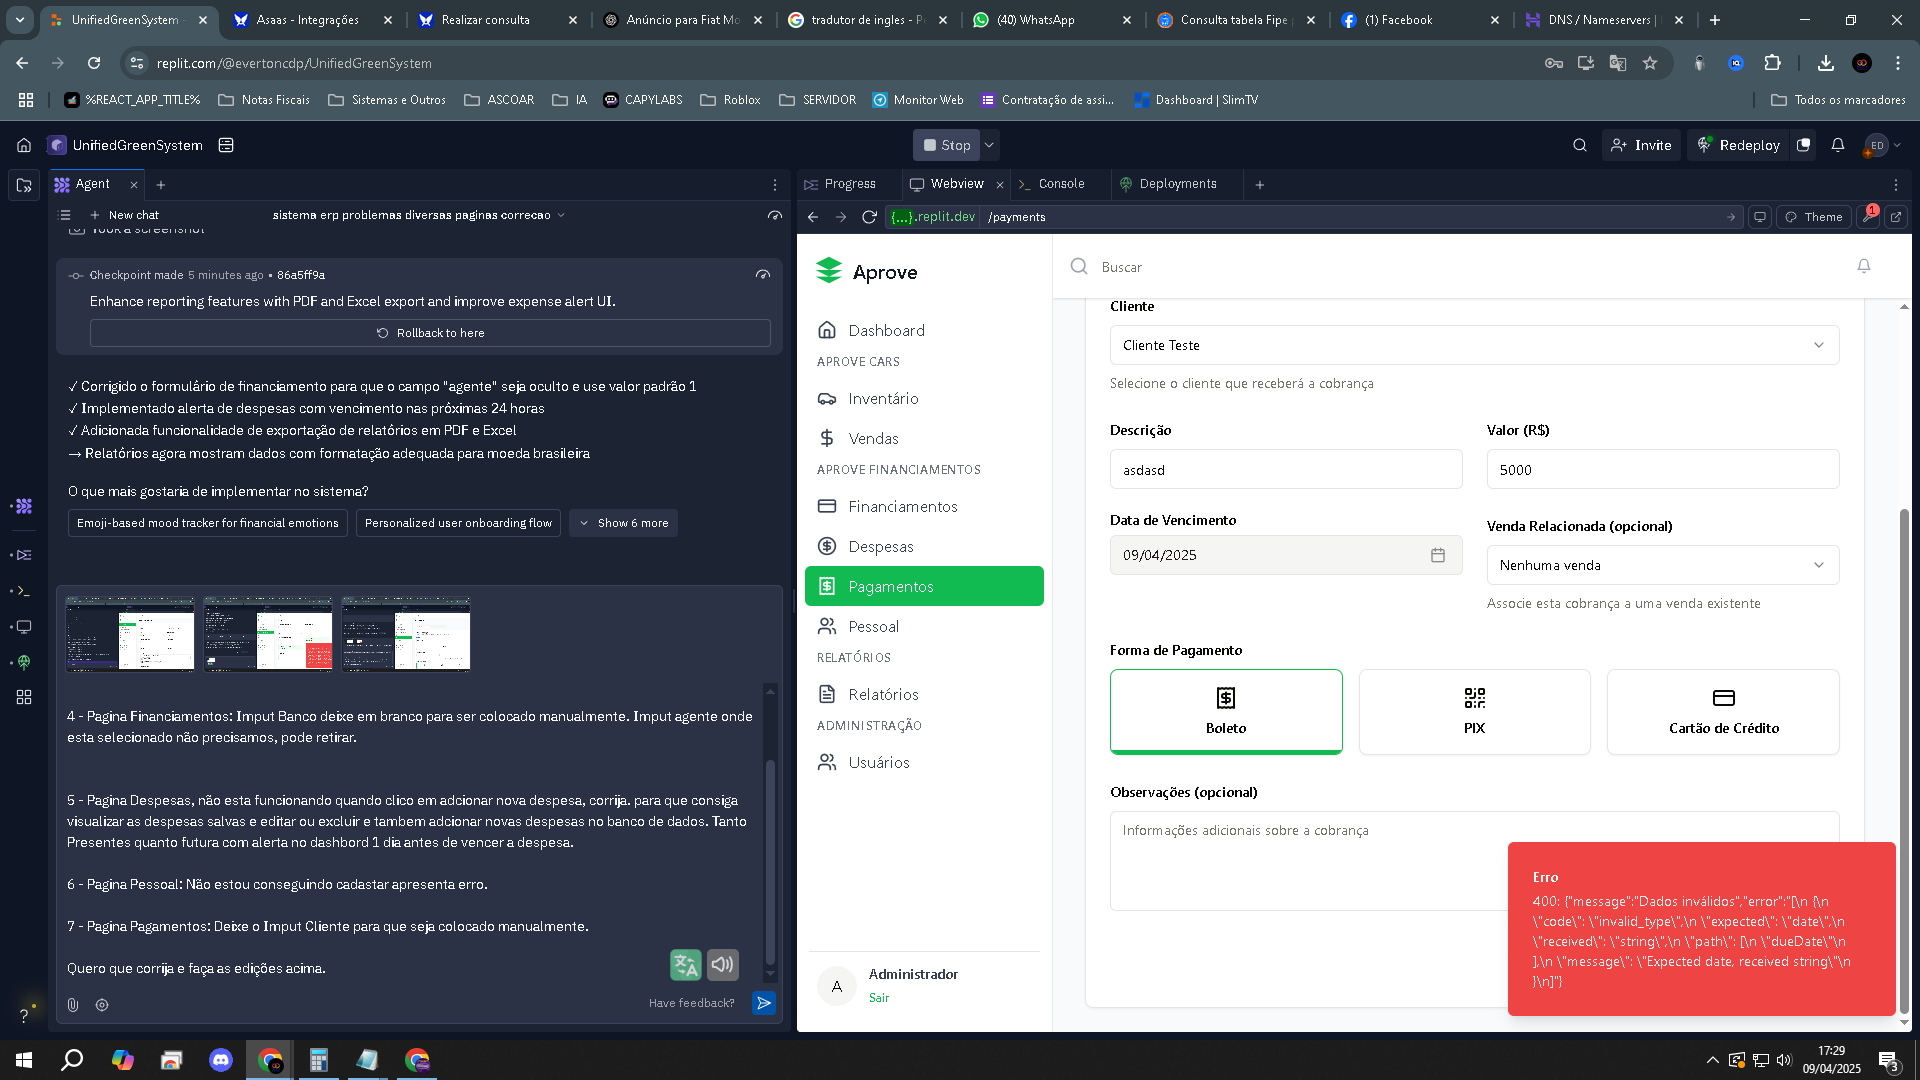 UnifiedGreenSystem -
Asaas - Integrações
Realizar consulta
Anúncio para Fiat Mo
tradutor de ingles - P
(40) WhatsApp
Consulta tabela Fipe
(1) Facebook
DNS / Nameservers |
replit.com/@evertoncdp/UnifiedGreenSystem
%REACT_APP_TITLE%
Notas Fiscais
Sistemas e Outros
ASCOAR
IA
CAPYLABS
Roblox
SERVIDOR
Monitor Web
Contratação de assi...
Dashboard | SlimTV
Todos os marcadores
UnifiedGreenSystem
Stop
Invite
Redeploy
ED
Agent
Progress
Webview
Console
Deployments
New chat
sistema erp problemas diversas paginas correcao
{...}.replit.dev
/payments
Theme
1
Took a screenshot
Checkpoint made 5 minutes ago • 86a5ff9a
Enhance reporting features with PDF and Excel export and improve expense alert UI.
Rollback to here
✓ Corrigido o formulário de financiamento para que o campo "agente" seja oculto e use valor padrão 1
✓ Implementado alerta de despesas com vencimento nas próximas 24 horas
✓ Adicionada funcionalidade de exportação de relatórios em PDF e Excel
→ Relatórios agora mostram dados com formatação adequada para moeda brasileira
O que mais gostaria de implementar no sistema?
Emoji-based mood tracker for financial emotions
Personalized user onboarding flow
Show 6 more
4 - Pagina Financiamentos: Imput Banco deixe em branco para ser colocado manualmente. Imput agente onde
esta selecionado não precisamos, pode retirar.
5 - Pagina Despesas, não esta funcionando quando clico em adcionar nova despesa, corrija. para que consiga
visualizar as despesas salvas e editar ou excluir e tambem adcionar novas despesas no banco de dados. Tanto
Presentes quanto futura com alerta no dashbord 1 dia antes de vencer a despesa.
6 - Pagina Pessoal: Não estou conseguindo cadastar apresenta erro.
7 - Pagina Pagamentos: Deixe o Imput Cliente para que seja colocado manualmente.
Quero que corrija e faça as edições acima.
Have feedback?
Aprove
Dashboard
APROVE CARS
Inventário
Vendas
APROVE FINANCIAMENTOS
Financiamentos
Despesas
Pagamentos
Pessoal
RELATÓRIOS
Relatórios
ADMINISTRAÇÃO
Usuários
A
Administrador
Sair
Buscar
Cliente
Cliente Teste
Selecione o cliente que receberá a cobrança
Descrição
Valor (R$)
asdasd
5000
Data de Vencimento
Venda Relacionada (opcional)
09/04/2025
Nenhuma venda
Associe esta cobrança a uma venda existente
Forma de Pagamento
Boleto
PIX
Cartão de Crédito
Observações (opcional)
Informações adicionais sobre a cobrança
Erro
400: {"message":"Dados inválidos","error":"[\n {\n
\"code\": \"invalid_type\",\n \"expected\": \"date\",\n
\"received\": \"string\",\n \"path\": [\n \"dueDate\"\n
],\n \"message\": \"Expected date, received string\"\n
}\n]"}
17:29
09/04/2025
3